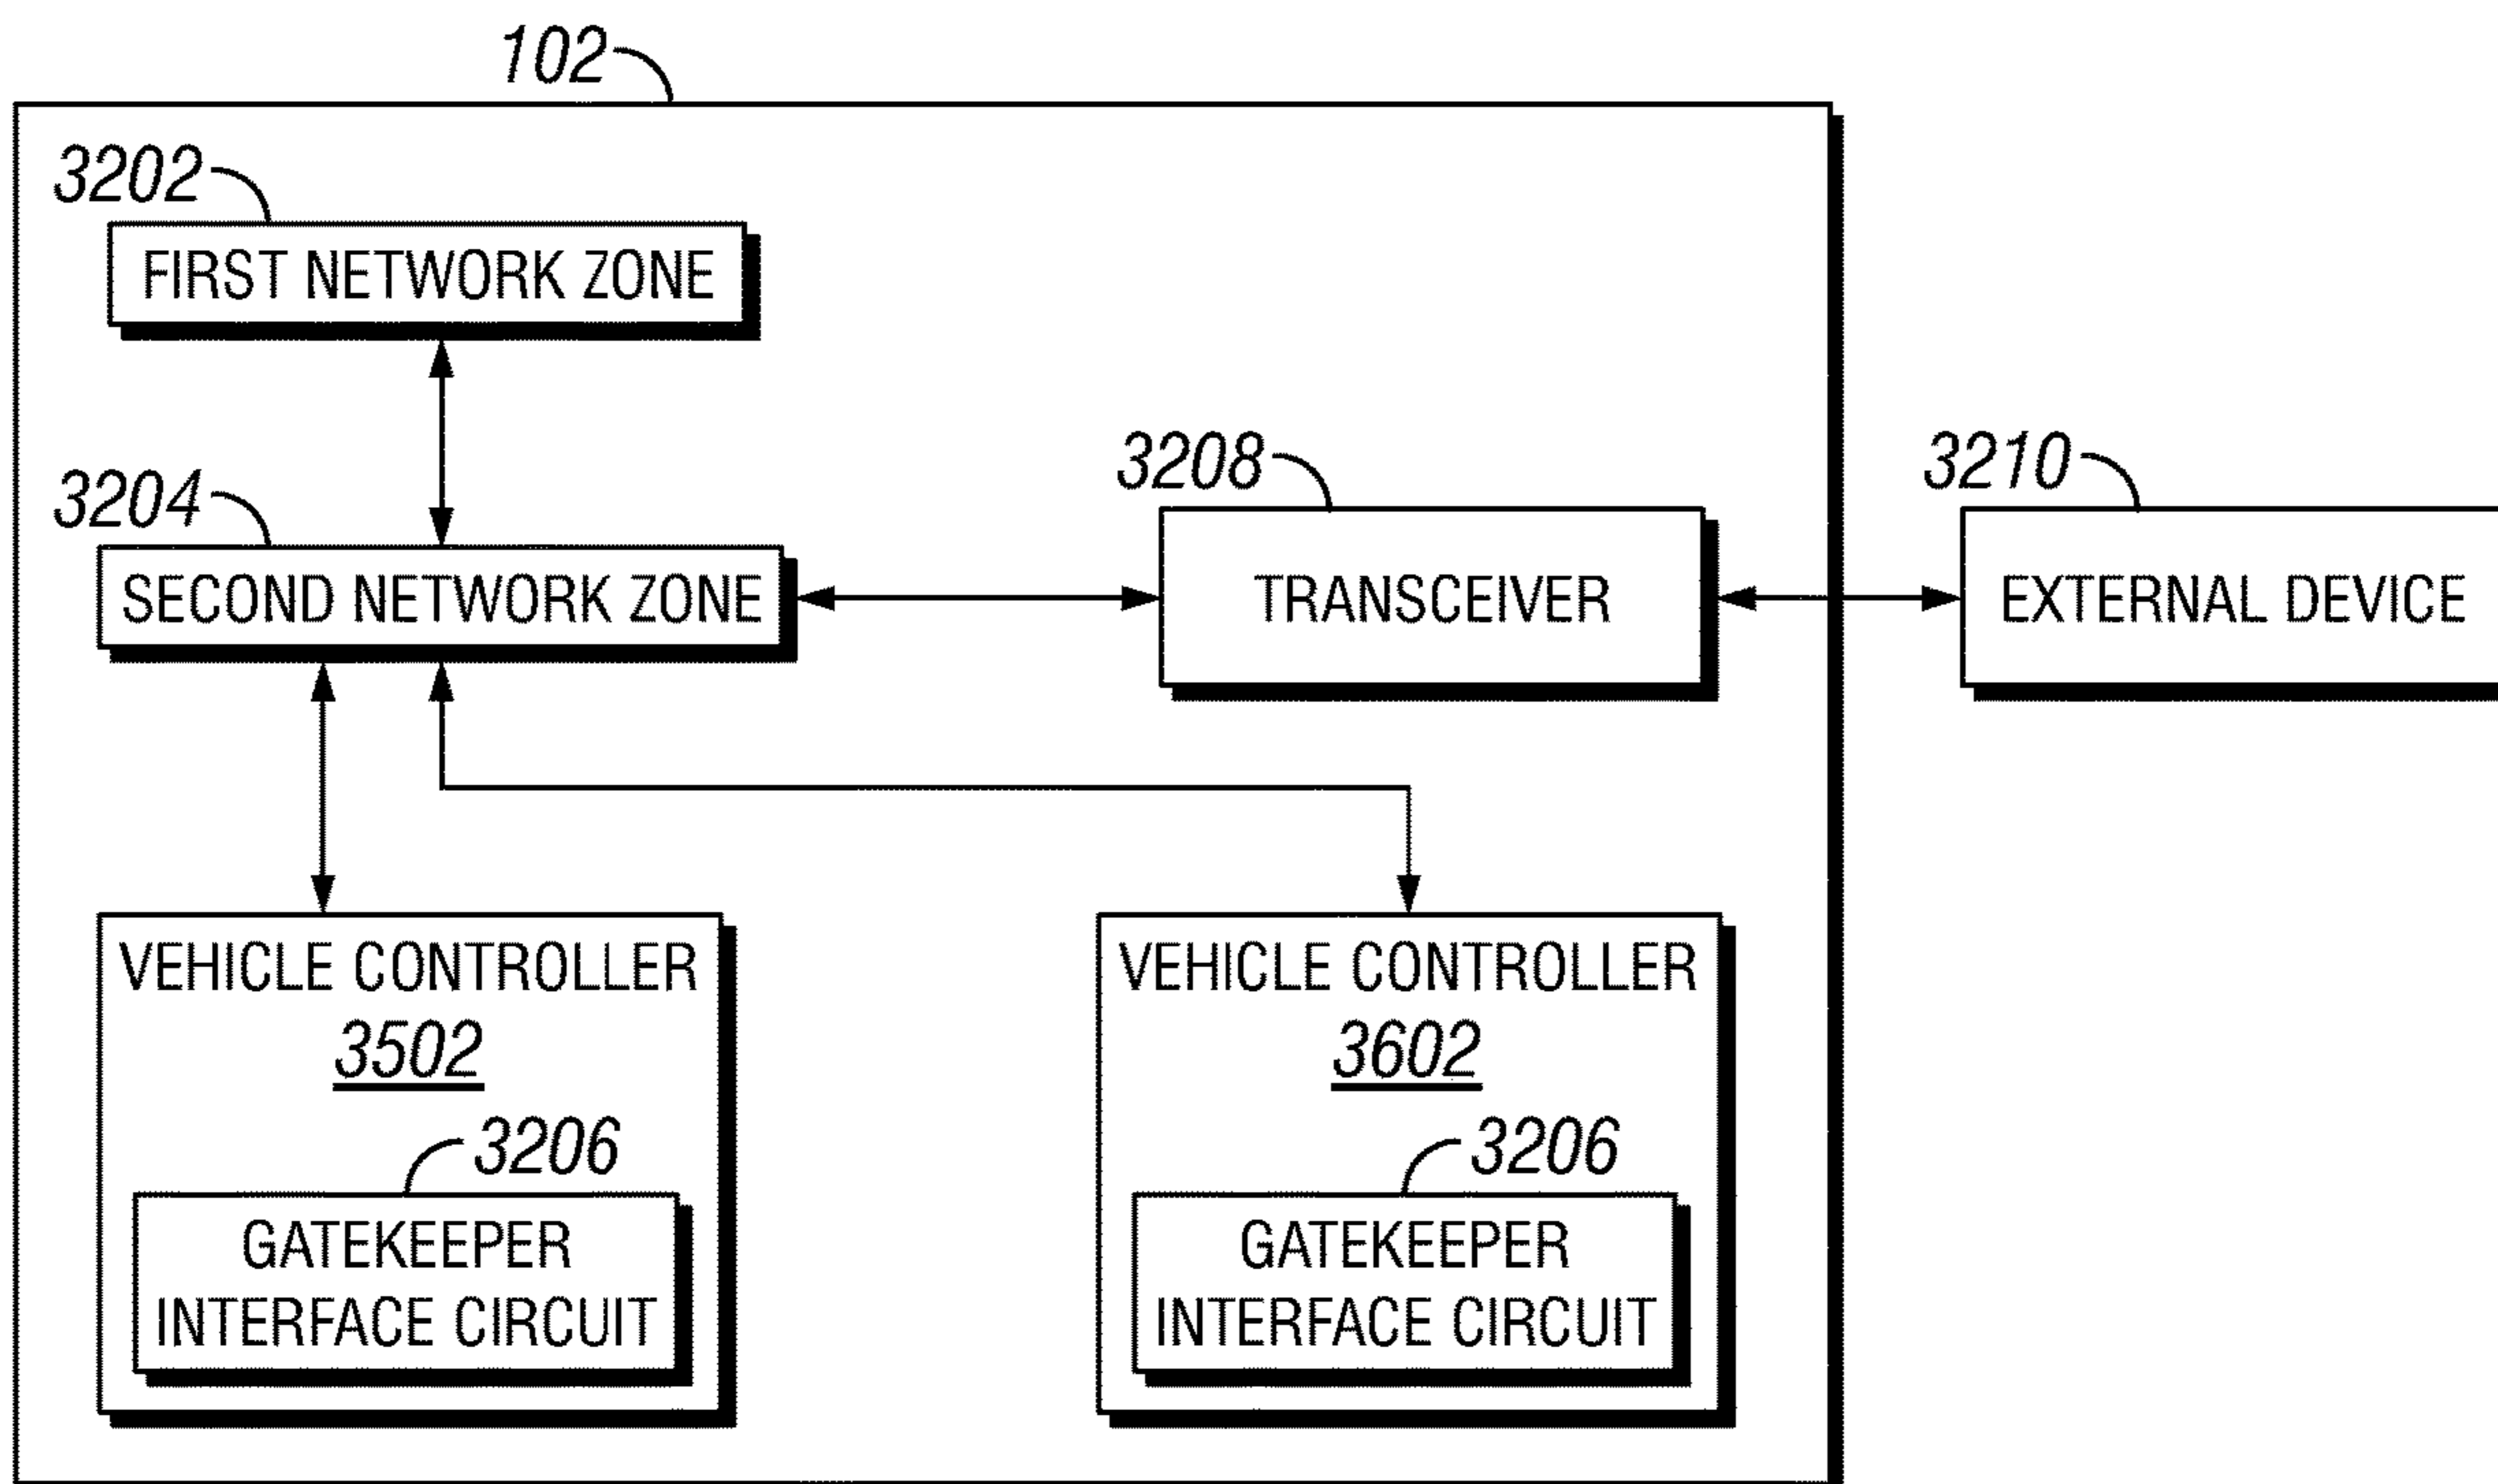 102
3202
FIRST NETWORK ZONE
3204
3208
3210
SECOND NETWORK ZONE
TRANSCEIVER
EXTERNAL DEVICE
VEHICLE CONTROLLER
3502
3206
GATEKEEPER
INTERFACE CIRCUIT
VEHICLE CONTROLLER
3602
3206
GATEKEEPER
INTERFACE CIRCUIT